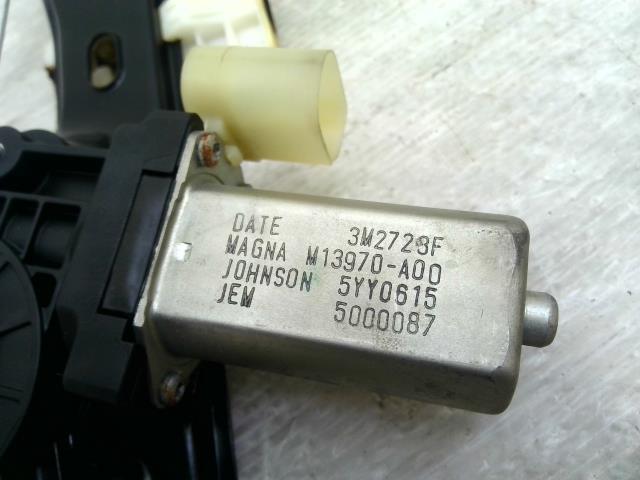 DATE 3M2723F
MAGNA M13970-A00
JOHNSON 5YY0615
JEM 5000087